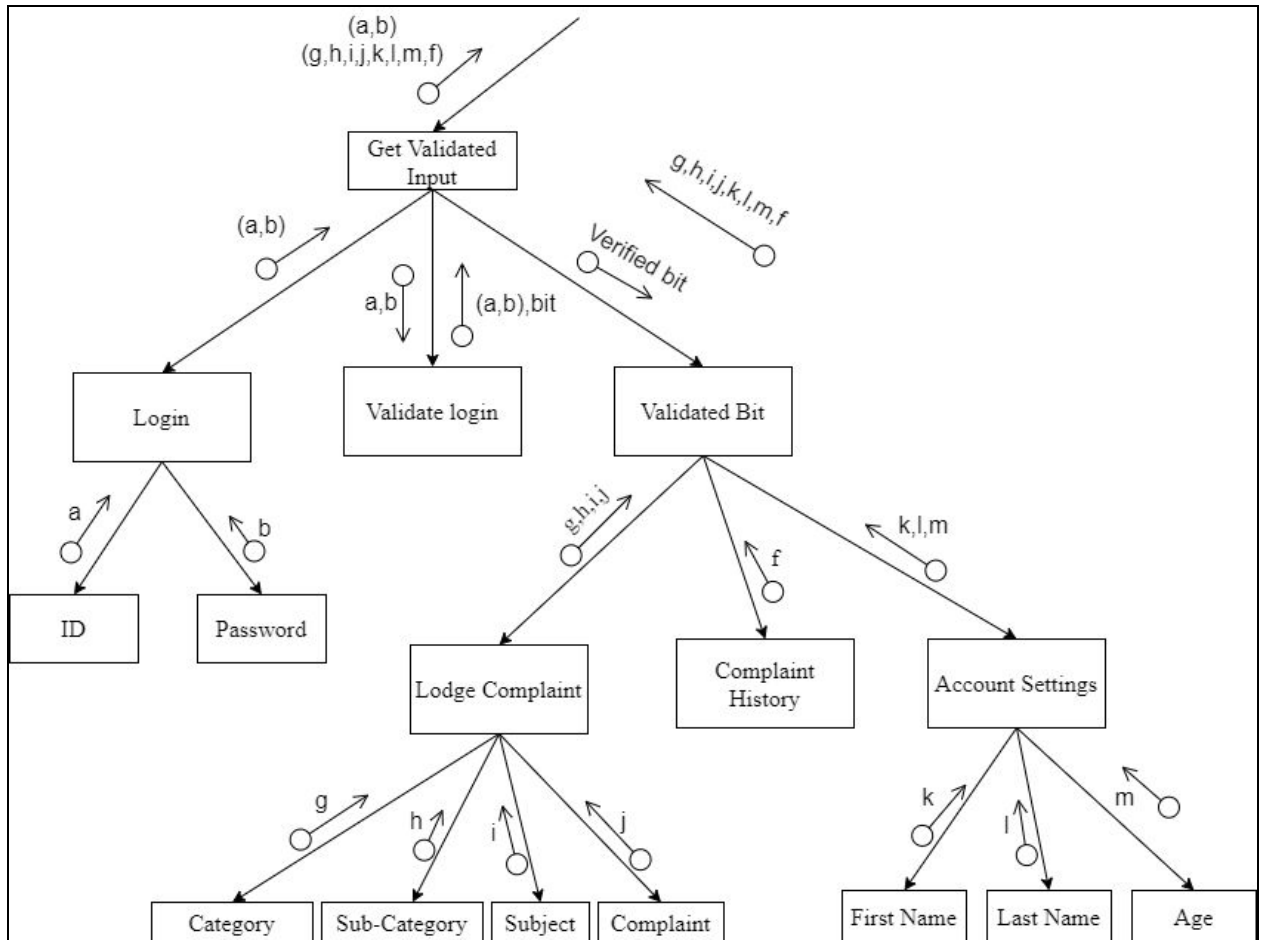 (a,b)
(g,h,i,j,k,l,m,f)
Get Validated
Input
g,h,i,j,k,l,m,f
(a,b)
Verified bit
a,b
(a,b),bit
Login
Validate login
Validated Bit
a
b
g,h,i,j
f
k,l,m
ID
Password
Lodge Complaint
Complaint
History
Account Settings
g
h
i
j
k
l
m
Category
Sub-Category
Subject
Complaint
First Name
Last Name
Age